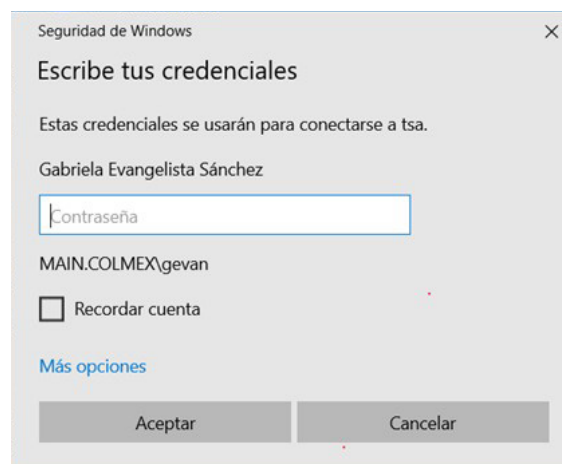 Seguridad de Windows
Escribe tus credenciales
Estas credenciales se usarán para conectarse a tsa.
Gabriela Evangelista Sánchez
Contraseña
MAIN.COLMEX\gevan
Recordar cuenta
Más opciones
Aceptar Cancelar